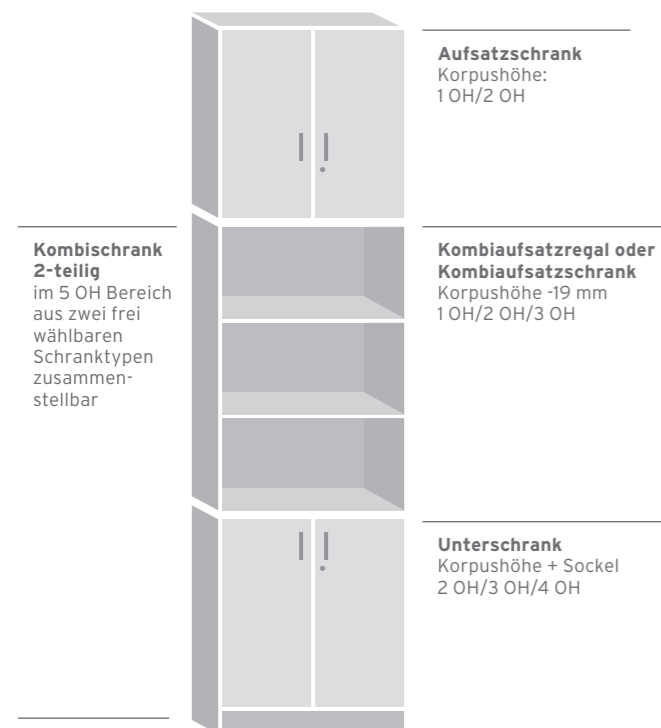 Aufsatzschrank
Korpushöhe:
1 OH/2 OH
Kombischrank
2-teilig
im 5 OH Bereich
aus zwei frei
wählbaren
Schranktypen
zusammen-
stellbar
Kombiaufsatzregal oder
Kombiaufsatzschrank
Korpushöhe -19 mm
1 OH/2 OH/3 OH
Unterschrank
Korpushöhe + Sockel
2 OH/3 OH/4 OH